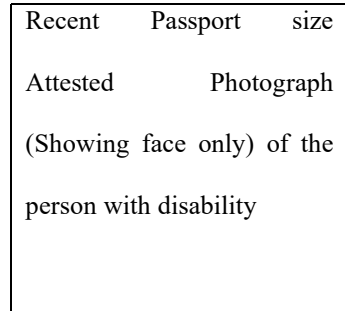 Recent Passport size
Attested Photograph
(Showing face only) of the
person with disability